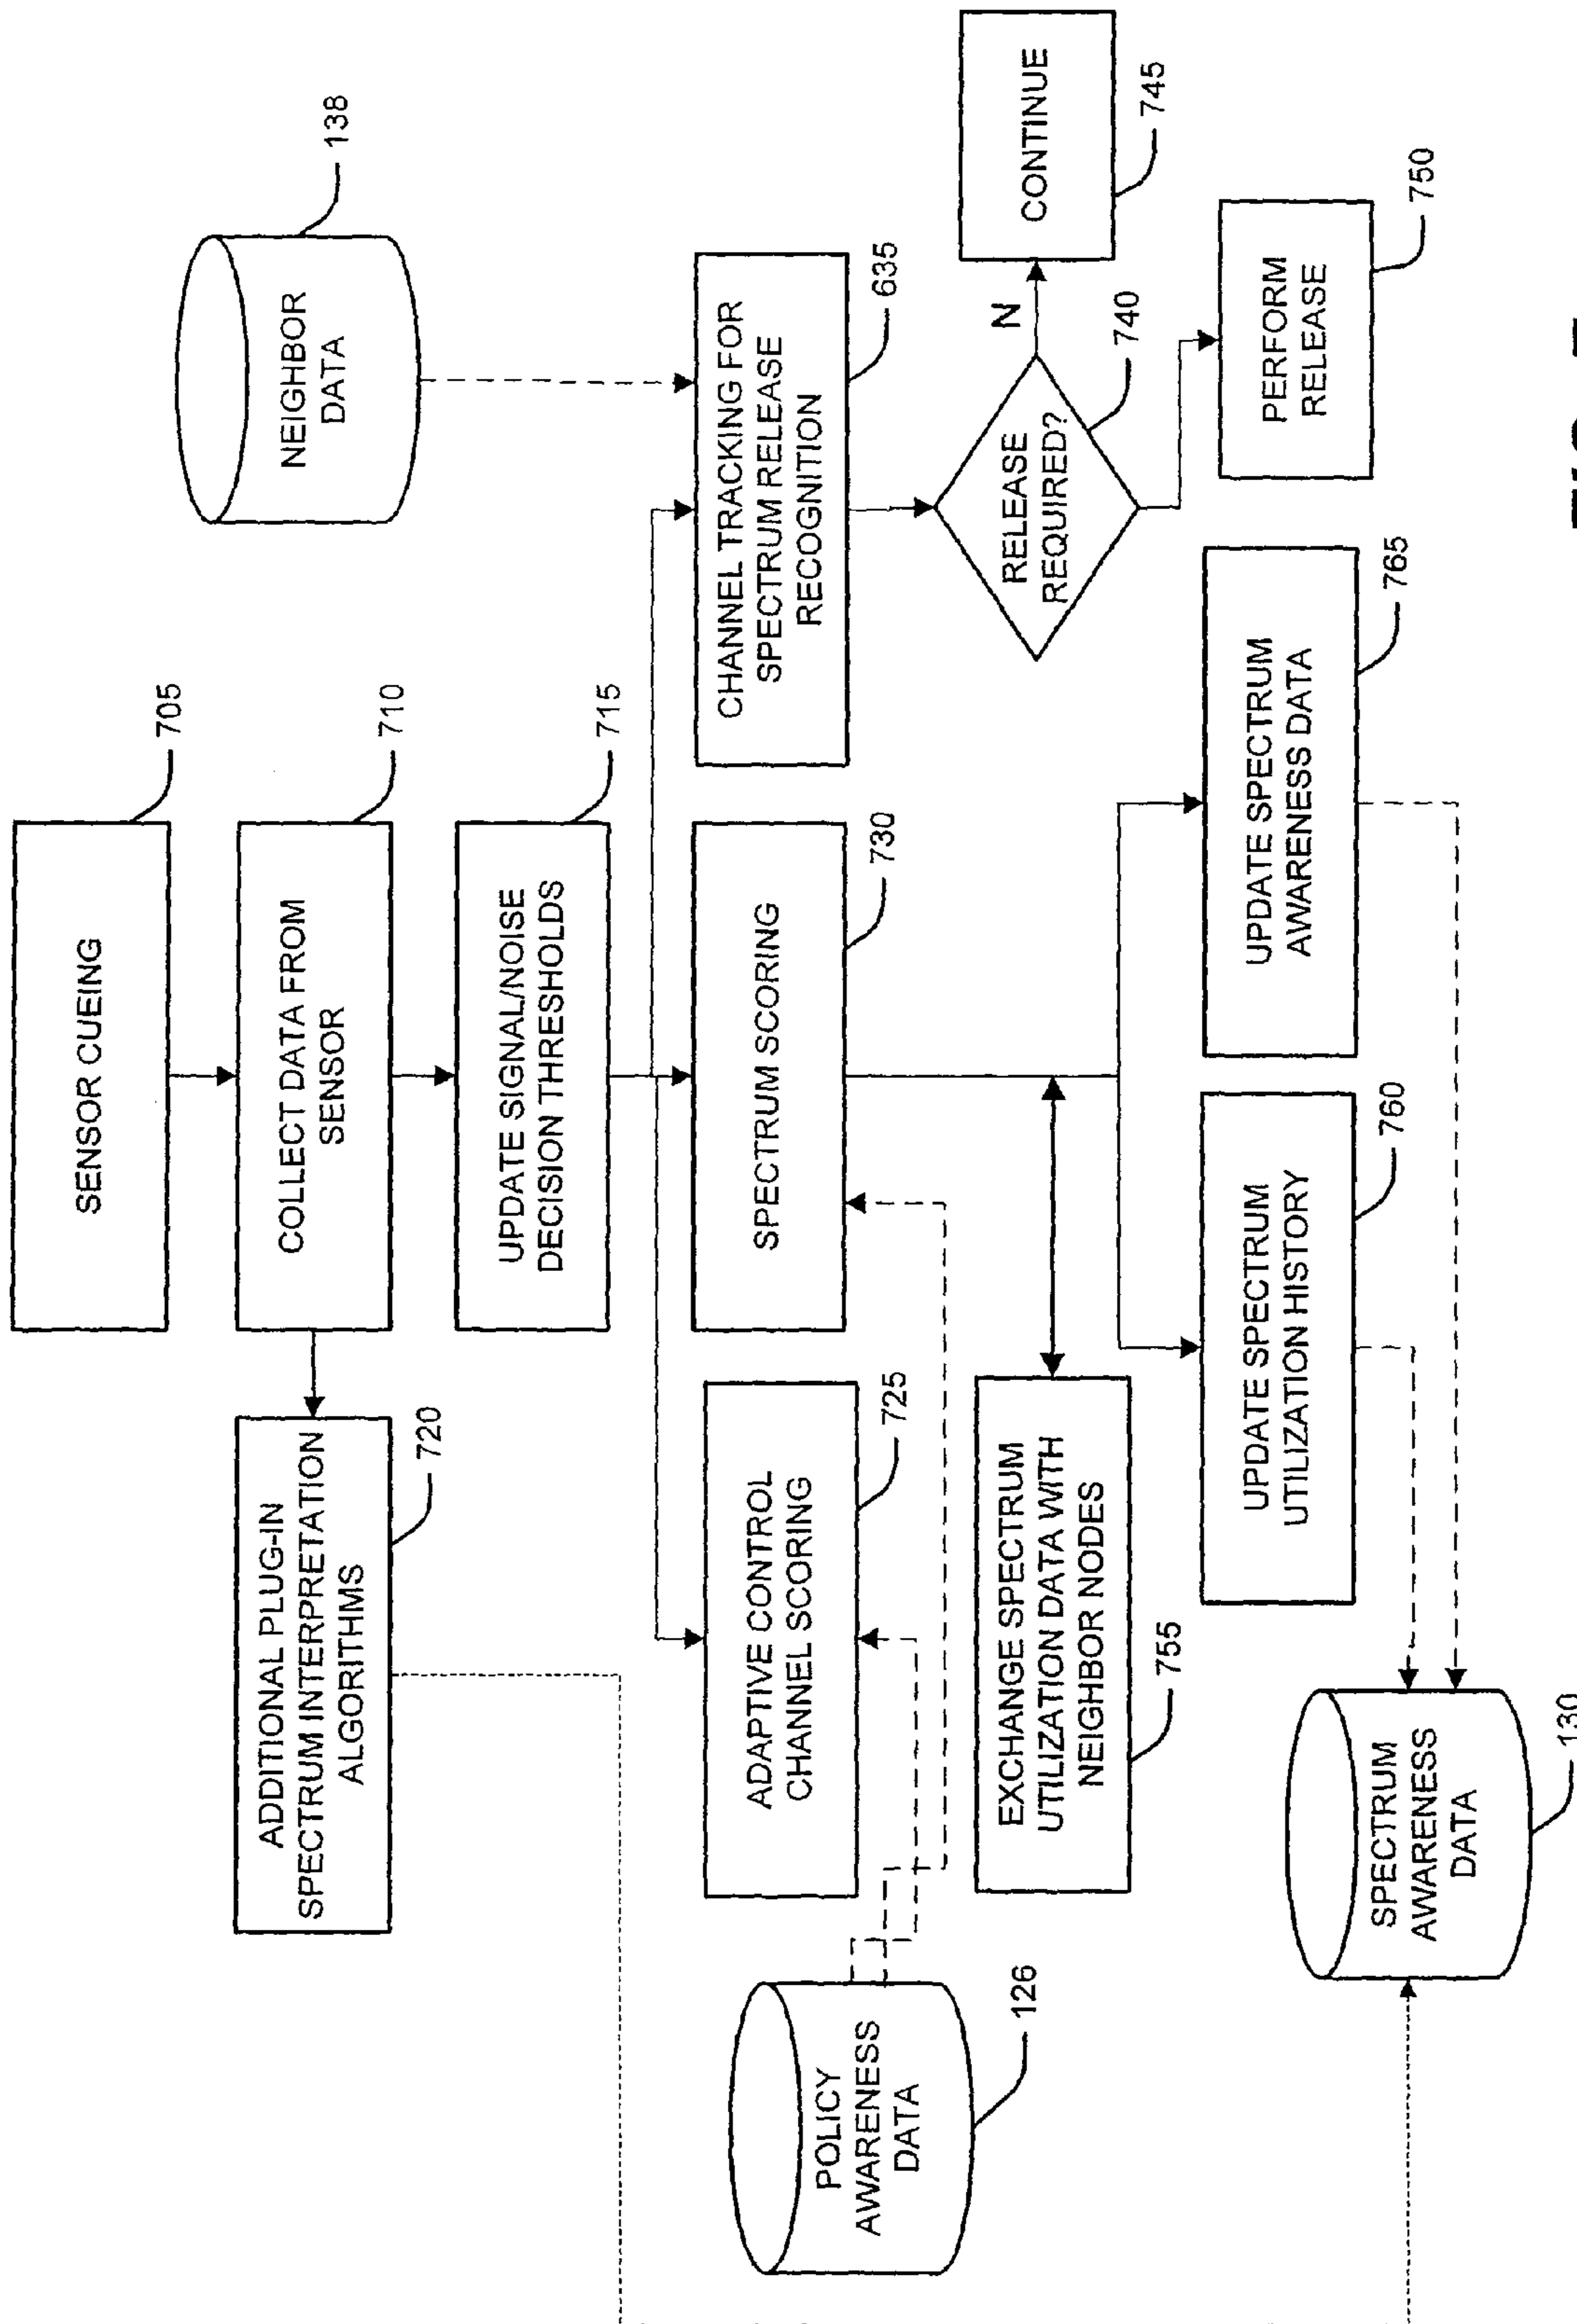 SENSOR CUEING
705
COLLECT DATA FROM
SENSOR
710
ADDITIONAL PLUG-IN
SPECTRUM INTERPRETATION
ALGORITHMS
720
UPDATE SIGNAL/NOISE
DECISION THRESHOLDS
715
NEIGHBOR
DATA
138
POLICY
AWARENESS
DATA
126
ADAPTIVE CONTROL
CHANNEL SCORING
725
SPECTRUM SCORING
730
CHANNEL TRACKING FOR
SPECTRUM RELEASE
RECOGNITION
635
EXCHANGE SPECTRUM
UTILIZATION DATA WITH
NEIGHBOR NODES
755
RELEASE
REQUIRED?
740
N
CONTINUE
745
UPDATE SPECTRUM
UTILIZATION HISTORY
760
UPDATE SPECTRUM
AWARENESS DATA
765
PERFORM
RELEASE
750
SPECTRUM
AWARENESS
DATA
130